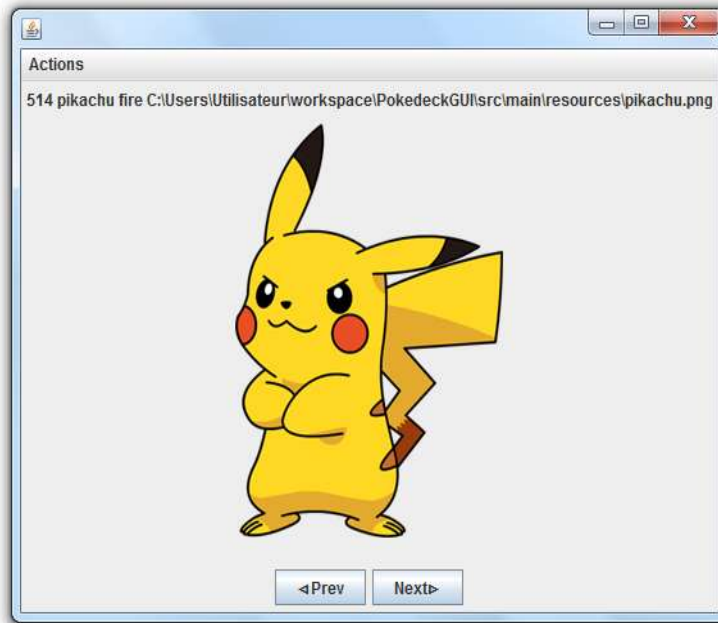 Actions
514 pikachu fire C:\Users\Utilisateur\workspace\PokedeckGUI\src\main\resources\pikachu.png
⊲Prev Next⊳